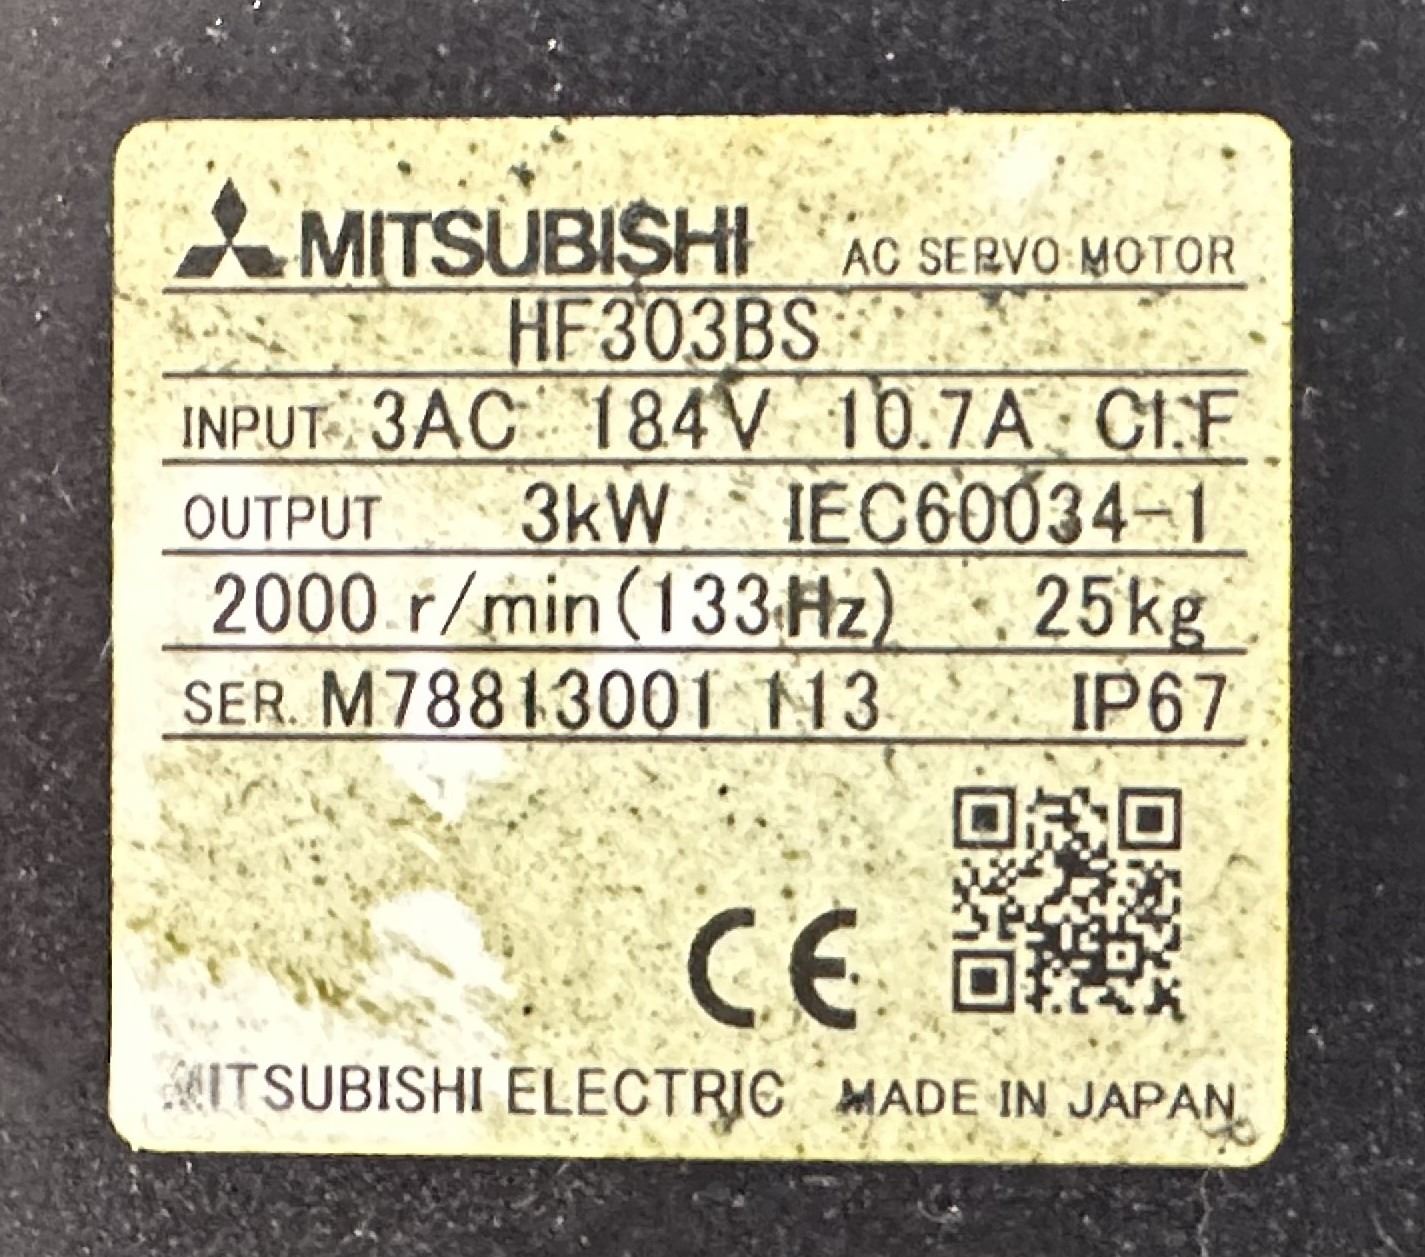 MITSUBISHI AC SERVO MOTOR
HF303BS
INPUT 3AC 184V 10.7A CI.F
OUTPUT 3kW IEC60034-1
2000 r/min(133Hz) 25kg
SER. M78813001 113 IP67
CE
MITSUBISHI ELECTRIC MADE IN JAPAN